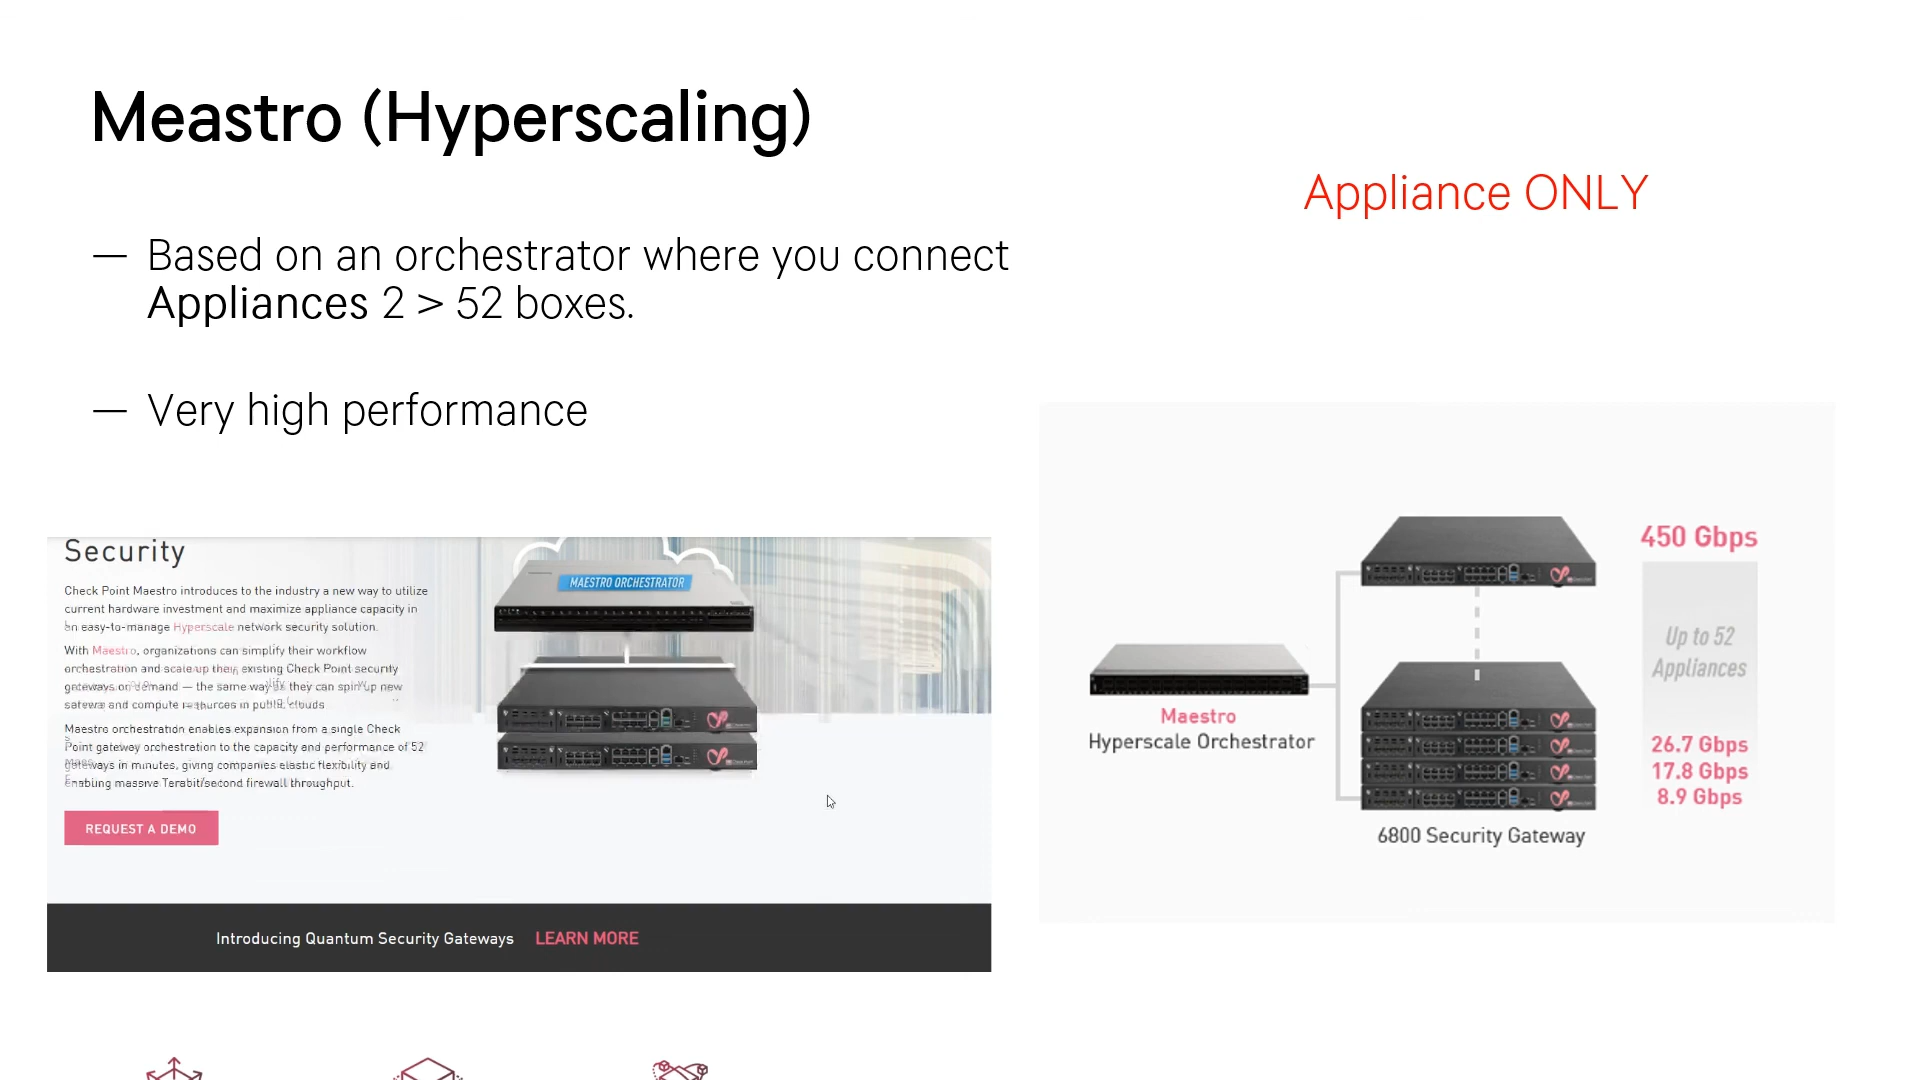 Meastro (Hyperscaling)
Appliance ONLY
— Based on an orchestrator where you connect
Appliances 2 > 52 boxes.
— Very high performance
Security
Check Point Maestro introduces to the industry a new way to utilize
current hardware investment and maximize appliance capacity in
an easy-to-manage Hyperscale network security solution.
With Maestro, organizations can simplify their workflow
orchestration and scale up their existing Check Point security
gateways on demand — the same way as they can spin up new
and compute resources in public clouds
Maestro orchestration enables expansion from a single Check
Point gateway orchestration to the capacity and performance of 52
gateways in minutes, giving companies elastic flexibility and
Enabling massive Terabit/second firewall throughput.
REQUEST A DEMO
MAESTRO ORCHESTRATOR
Introducing Quantum Security Gateways LEARN MORE
450 Gbps
Up to 52
Appliances
26.7 Gbps
17.8 Gbps
8.9 Gbps
Maestro
Hyperscale Orchestrator
6800 Security Gateway